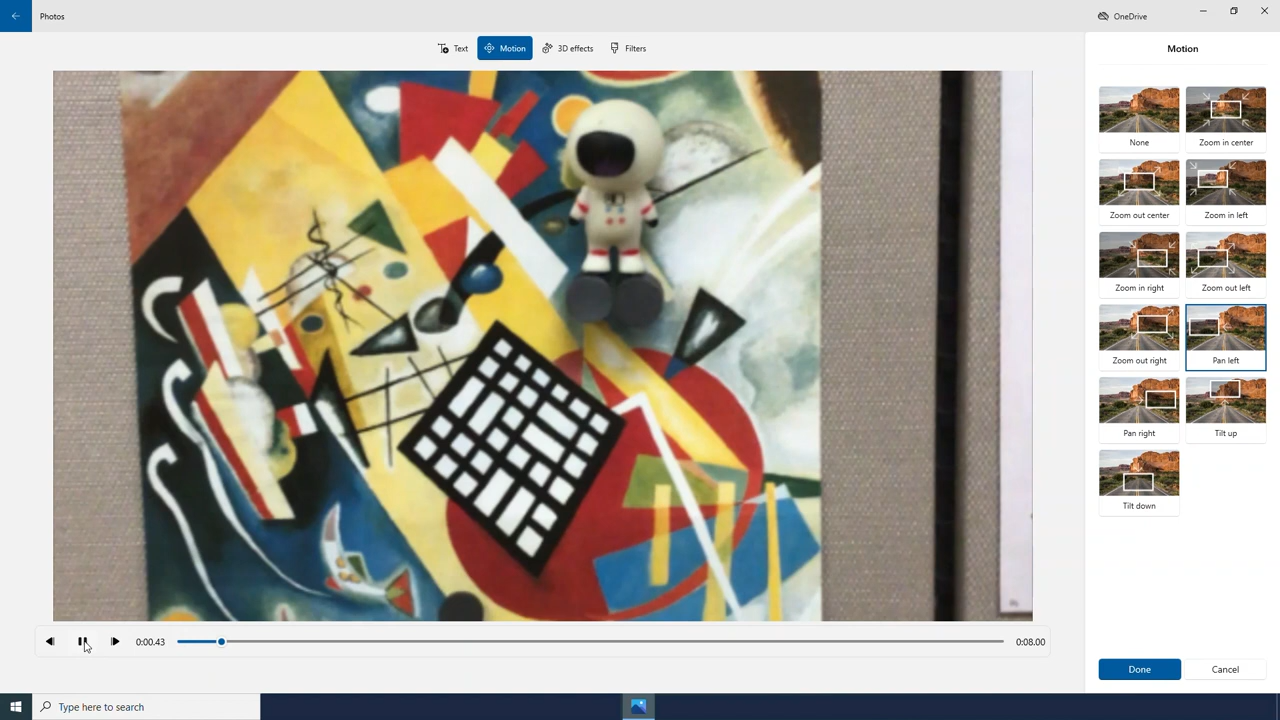 Photos
OneDrive
Text
Motion
3D effects
Filters
Motion
None
Zoom in center
Zoom out center
Zoom in left
Zoom in right
Zoom out left
Zoom out right
Pan left
Pan right
Tilt up
Tilt down
0:00.43
0:08.00
Done
Cancel
Type here to search